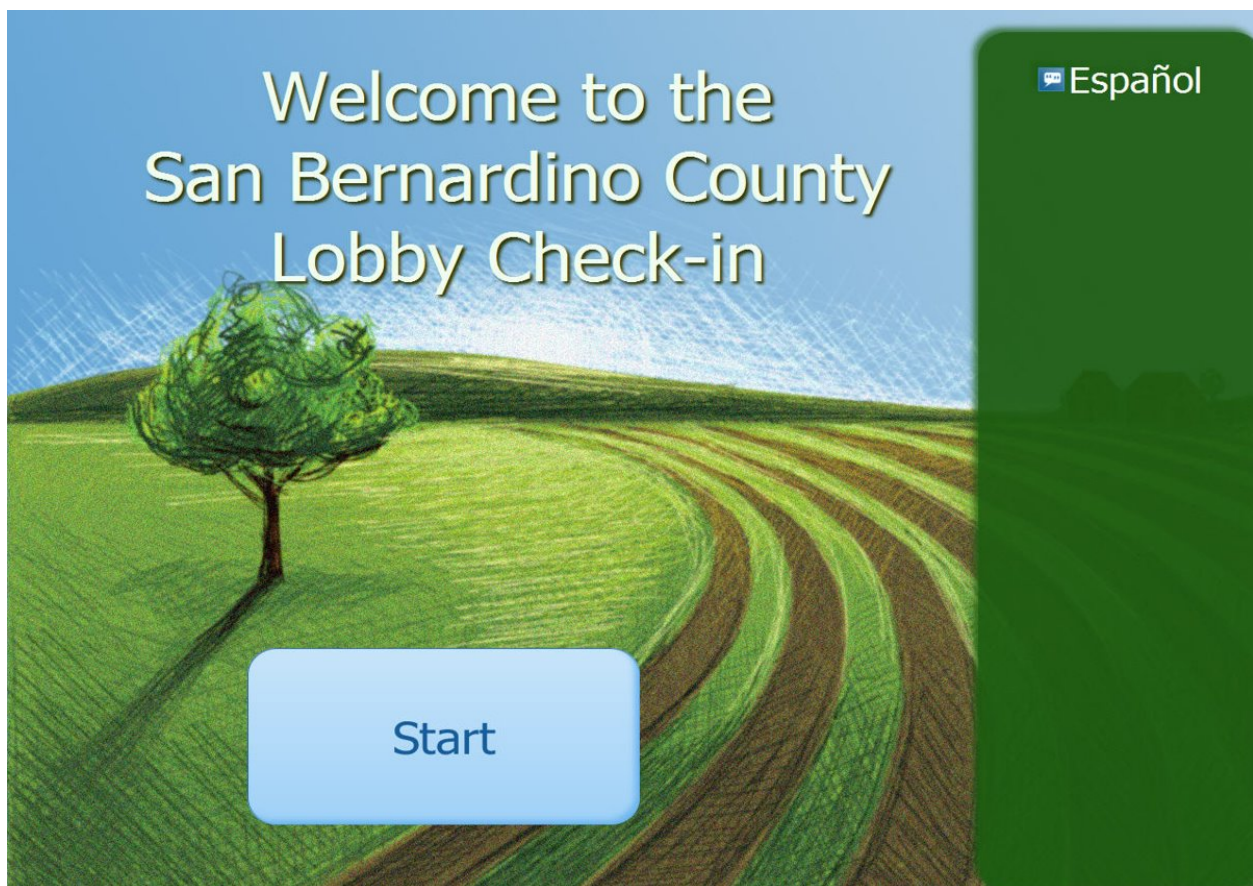 Welcome to the
San Bernardino County
Lobby Check-in
Español
Start